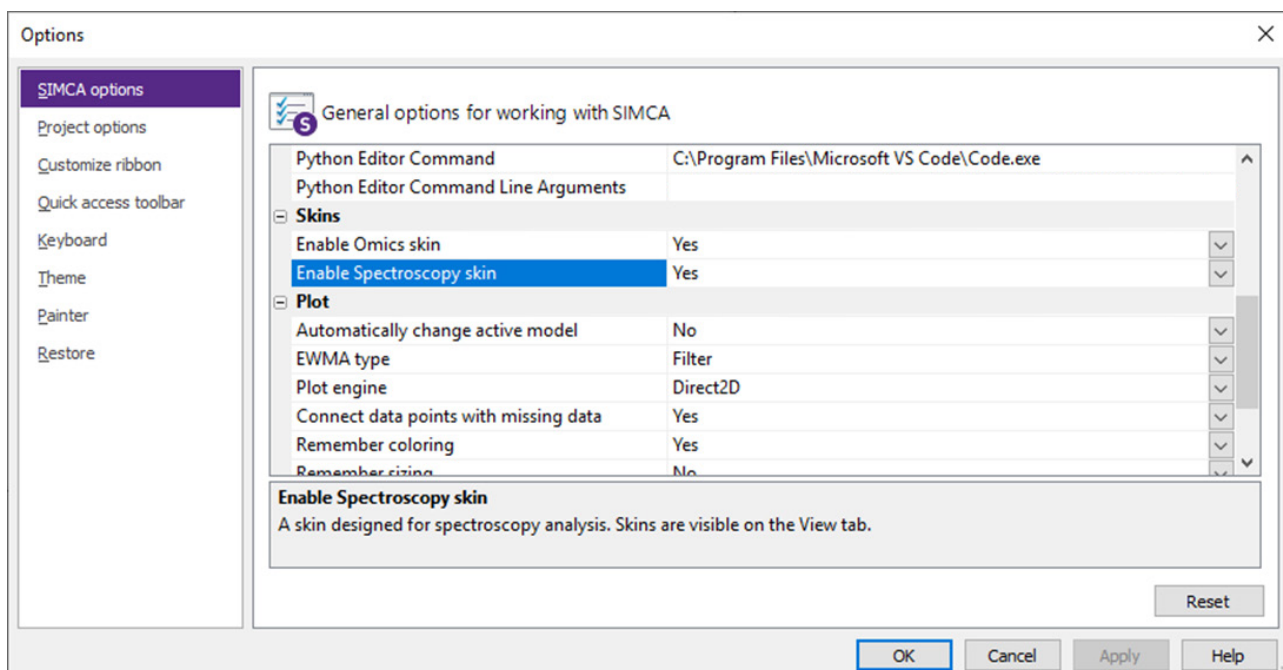 Options
SIMCA options
Project options
Customize ribbon
Quick access toolbar
Keyboard
Theme
Painter
Restore
S
General options for working with SIMCA
Python Editor Command C:\Program Files\Microsoft VS Code\Code.exe
Python Editor Command Line Arguments
Skins
Enable Omics skin Yes
Enable Spectroscopy skin Yes
Plot
Automatically change active model No
EWMA type Filter
Plot engine Direct2D
Connect data points with missing data Yes
Remember coloring Yes
Remember sizing No
Enable Spectroscopy skin
A skin designed for spectroscopy analysis. Skins are visible on the View tab.
Reset
OK Cancel Apply Help